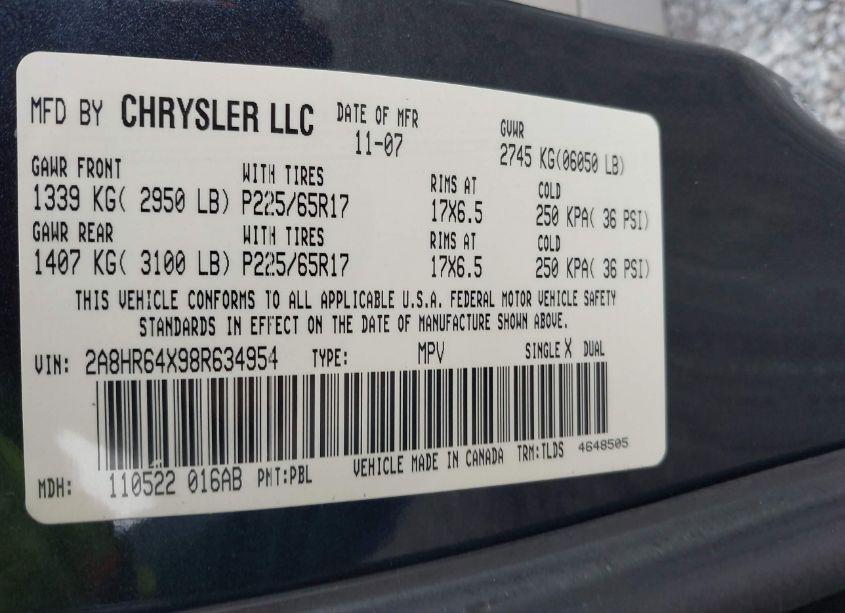 MFD BY CHRYSLER LLC DATE OF MFR 11-07 GVWR 2745 KG(06050 LB)
GAWR FRONT WITH TIRES RIMS AT COLD
1339 KG( 2950 LB) P225/65R17 17X6.5 250 KPA( 36 PSI)
GAWR REAR WITH TIRES RIMS AT COLD
1407 KG( 3100 LB) P225/65R17 17X6.5 250 KPA( 36 PSI)
THIS VEHICLE CONFORMS TO ALL APPLICABLE U.S.A. FEDERAL MOTOR VEHICLE SAFETY
STANDARDS IN EFFECT ON THE DATE OF MANUFACTURE SHOWN ABOVE.
VIN: 2A8HR64X98R634954 TYPE: MPV SINGLE X DUAL
MDH: 110522 016AB PNT:PBL VEHICLE MADE IN CANADA TRM:TLDS 4648505